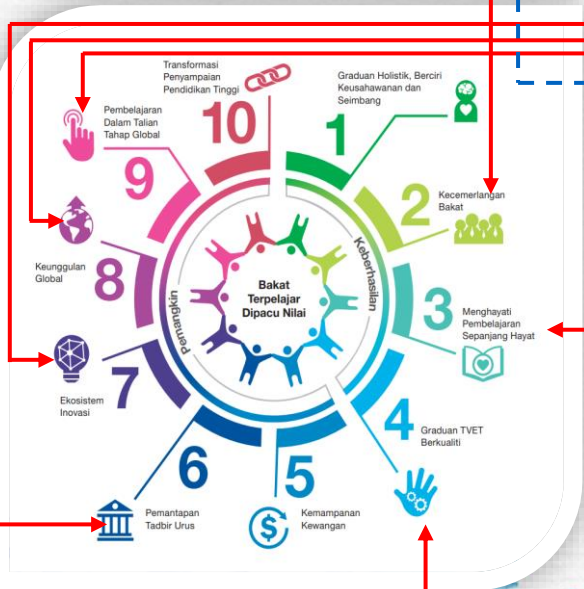 1
Graduan Holistik, Berciri
Keusahawanan dan
Seimbang
2
Kecemerlangan
Bakat
3
Menghayati
Pembelajaran
Sepanjang Hayat
4
Graduan TVET
Berkualiti
5
Kemampanan
Kewangan
6
Pemantapan
Tadbir Urus
7
Ekosistem
Inovasi
8
Keunggulan
Global
9
Pembelajaran
Dalam Talian
Tahap Global
10
Transformasi
Penyampaian
Pendidikan Tinggi
Keberhasilan
Pemangkin
Bakat
Terpelajar
Dipacu Nilai
$